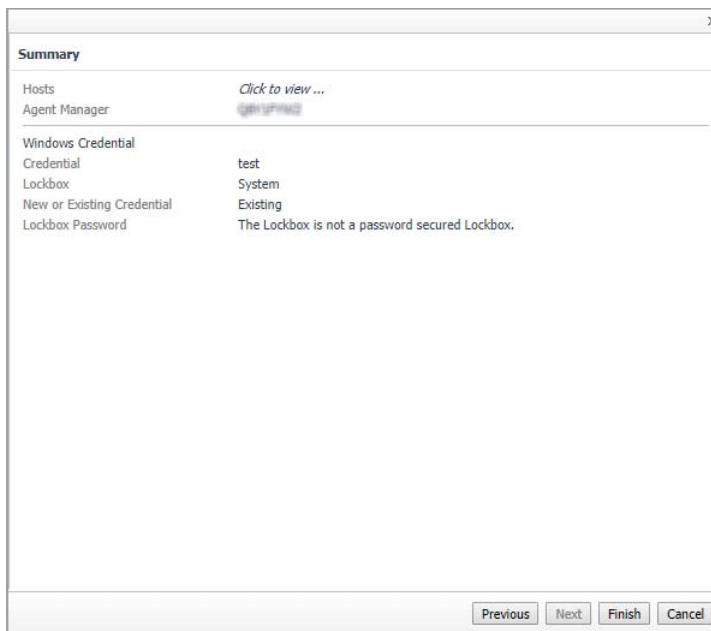 Summary
Hosts Click to view ...
Agent Manager
Windows Credential
Credential test
Lockbox System
New or Existing Credential Existing
Lockbox Password The Lockbox is not a password secured Lockbox.
Previous Next Finish Cancel